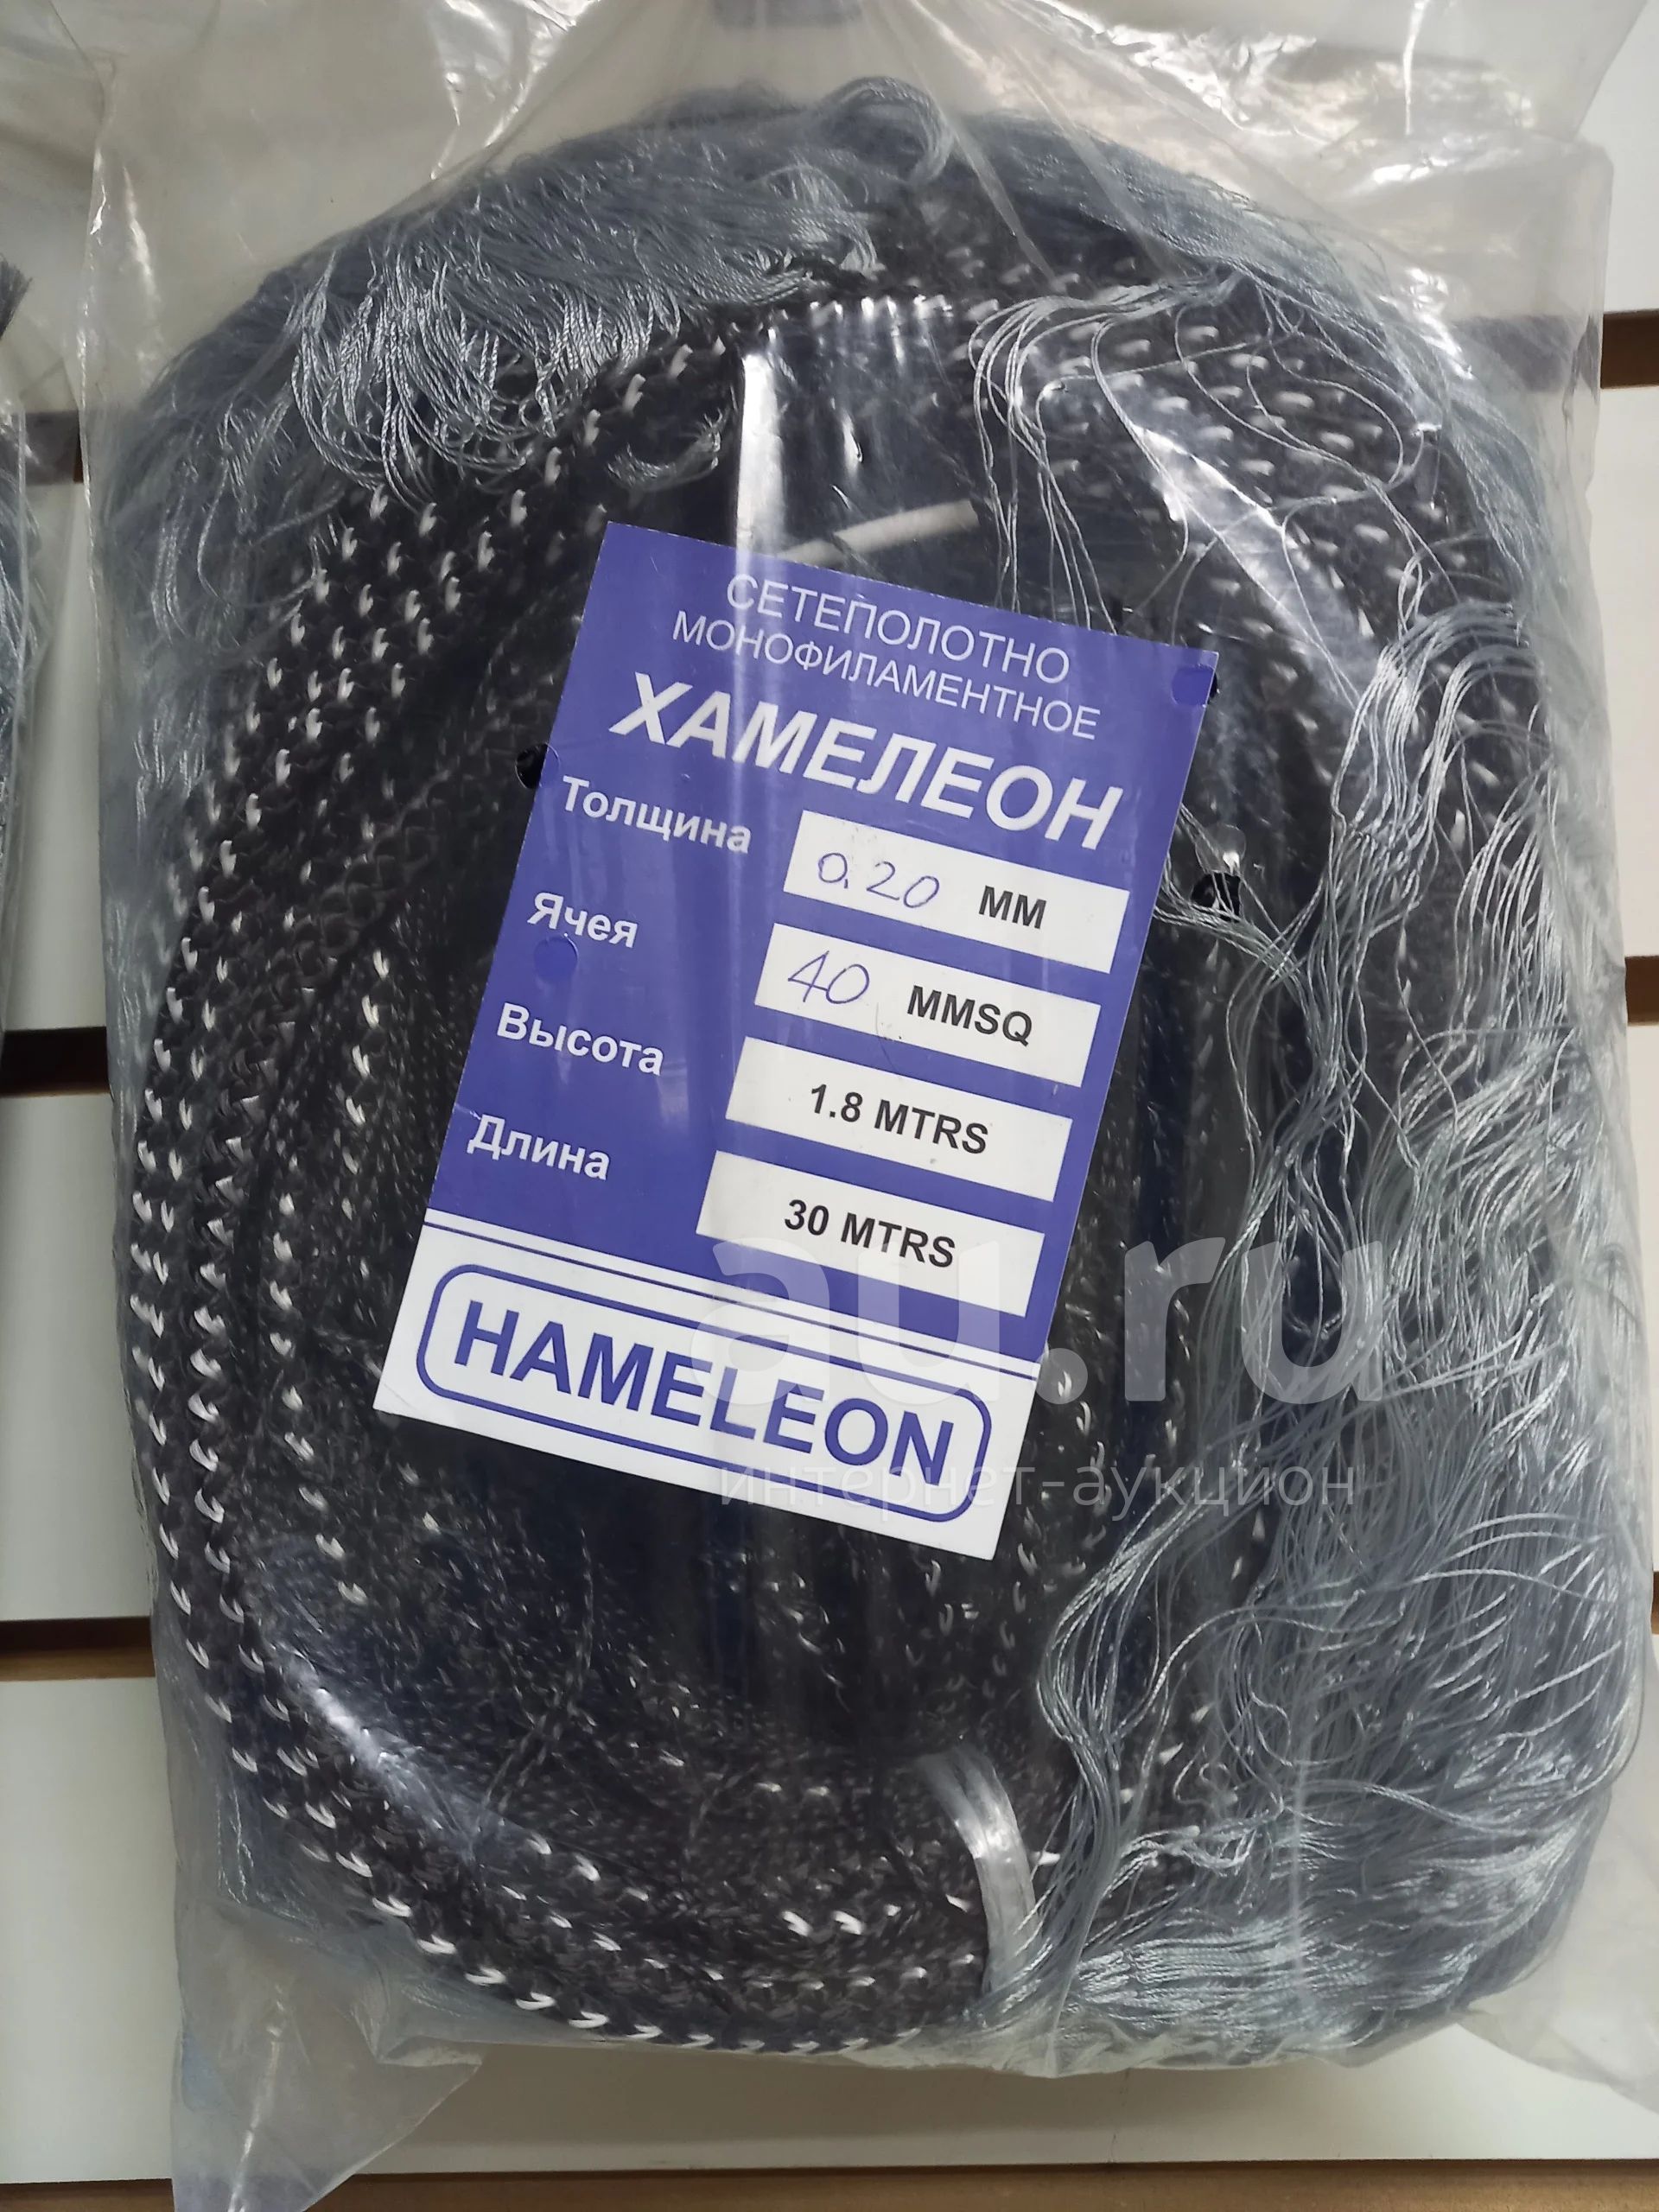 СЕТЕПОЛОТНО
МОНОФИЛАМЕНТНОЕ
ХАМЕЛЕОН
Толщина 0.20 ММ
Ячея 40 MMSQ
Высота 1.8 MTRS
Длина 30 MTRS
HAMELEON
au.ru
интернет-аукцион